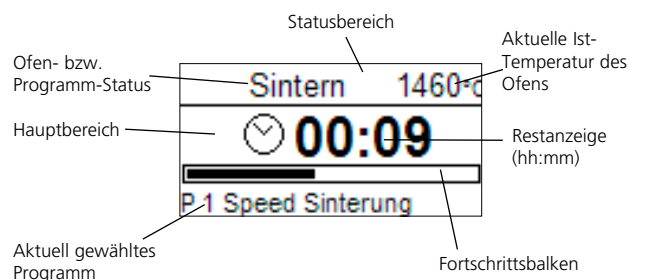 Statusbereich
Aktuelle Ist-
Temperatur des
Ofens
Ofen- bzw.
Programm-Status
Sintern 1460°c
Hauptbereich
00:09
Restanzeige
(hh:mm)
P 1 Speed Sinterung
Aktuell gewähltes
Programm
Fortschrittsbalken